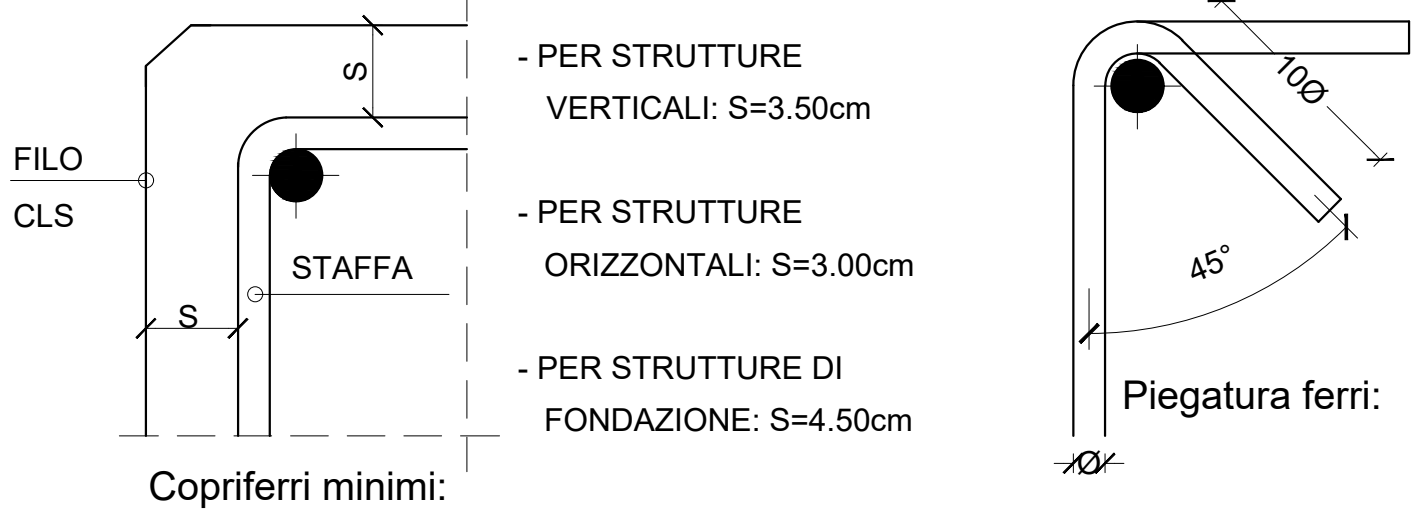 S
FILO
CLS
STAFFA
S
Copriferri minimi:
- PER STRUTTURE
VERTICALI: S=3.50cm
- PER STRUTTURE
ORIZZONTALI: S=3.00cm
- PER STRUTTURE DI
FONDAZIONE: S=4.50cm
10Ø
45°
Piegatura ferri:
Ø